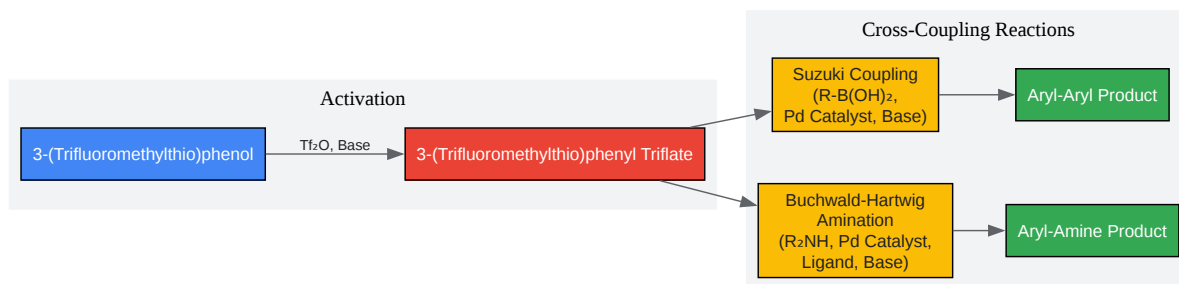 Cross-Coupling Reactions
Activation
3-(Trifluoromethylthio)phenol
Tf₂O, Base
3-(Trifluoromethylthio)phenyl Triflate
Suzuki Coupling
(R-B(OH)₂,
Pd Catalyst, Base)
Aryl-Aryl Product
Buchwald-Hartwig
Amination
(R₂NH, Pd Catalyst,
Ligand, Base)
Aryl-Amine Product